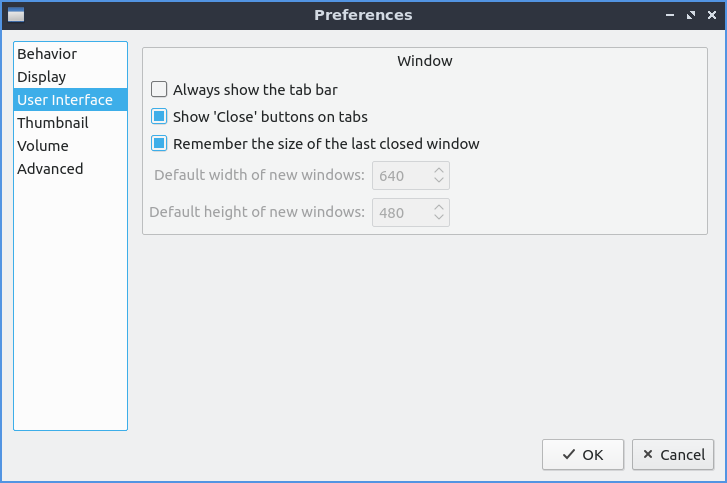 Preferences
Behavior
Display
User Interface
Thumbnail
Volume
Advanced
Window
Always show the tab bar
Show 'Close' buttons on tabs
Remember the size of the last closed window
Default width of new windows: 640
Default height of new windows: 480
OK Cancel